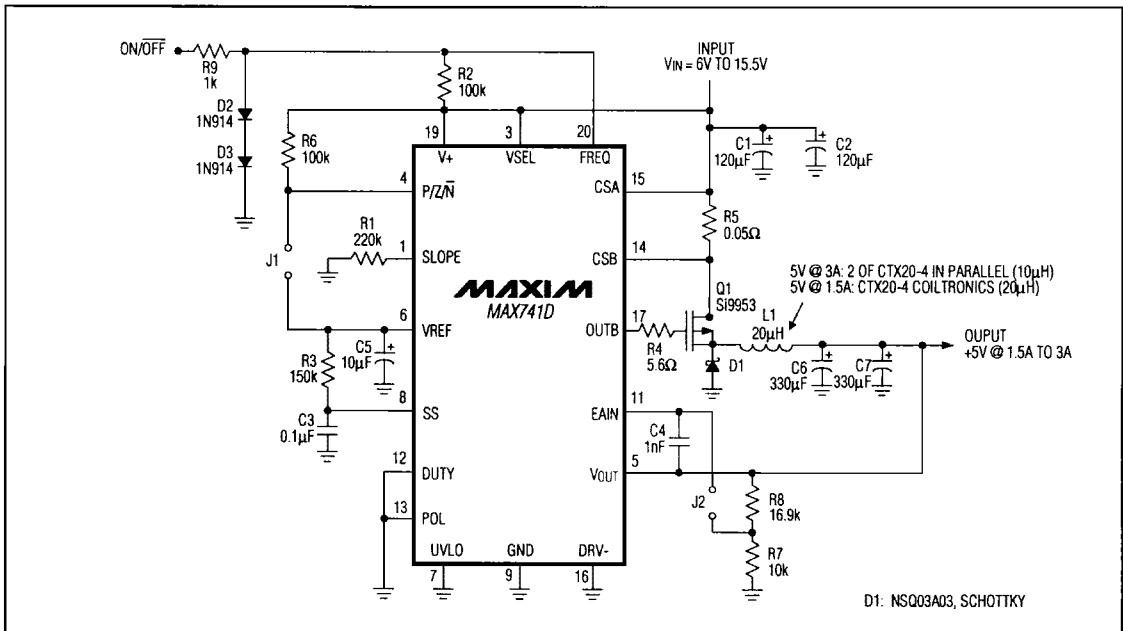 ON/OFF
R9
1k
D2
1N914
D3
1N914
R2
100k
INPUT
VIN = 6V TO 15.5V
R6
100k
C1
120µF
+
C2
120µF
+
19
V+
3
VSEL
20
FREQ
4
P/Z/N
CSA
15
R5
0.05Ω
R1
220k
1
SLOPE
CSB
14
J1
MAXIM
MAX741D
Q1
Si9953
5V @ 3A: 2 OF CTX20-4 IN PARALLEL (10µH)
5V @ 1.5A: CTX20-4 COILTRONICS (20µH)
6
VREF
OUTB
17
R4
5.6Ω
L1
20µH
D1
OUPUT
+5V @ 1.5A TO 3A
C5
10µF
+
R3
150k
C6
330µF
+
C7
330µF
+
8
SS
C3
0.1µF
EAIN
11
C4
1nF
12
DUTY
VOUT
5
J2
R8
16.9k
13
POL
R7
10k
UVLO
7
GND
9
DRV-
16
D1: NSQ03A03, SCHOTTKY